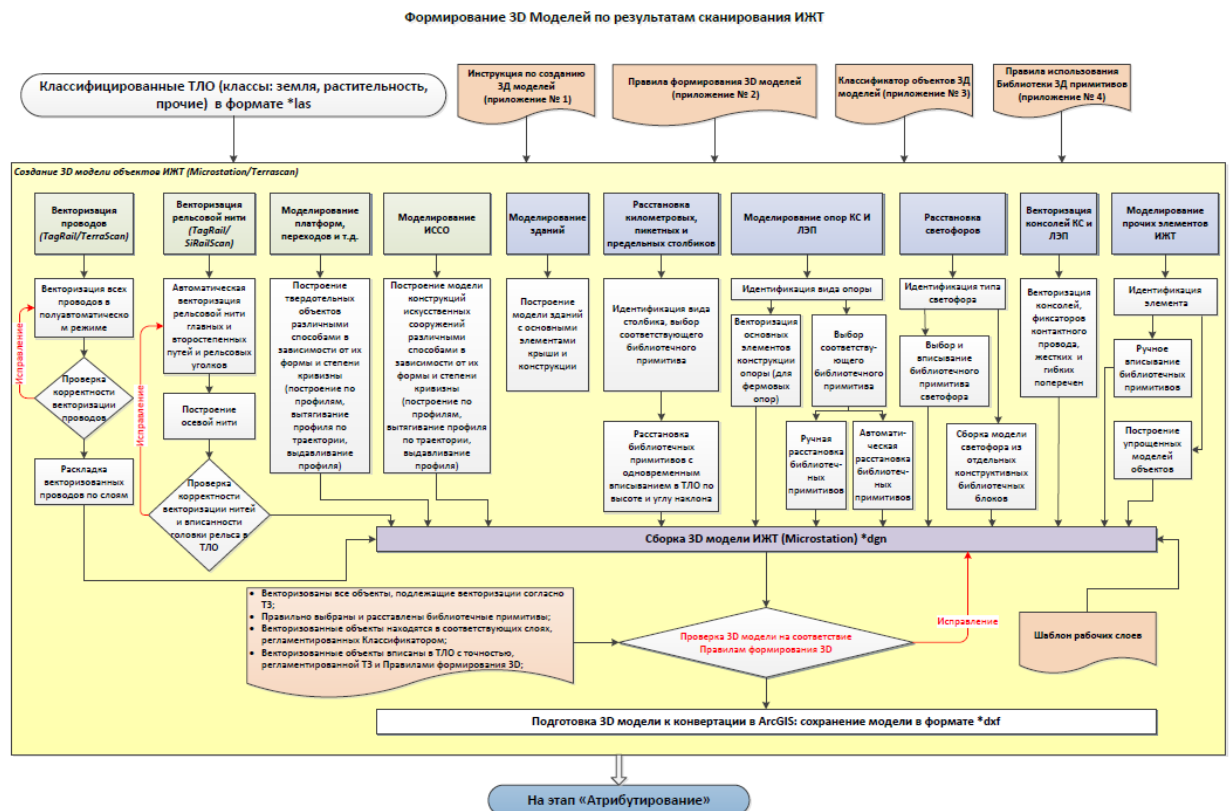 Формирование 3D Моделей по результатам сканирования ИЖТ
Классифицированные ТЛО (классы: земля, растительность,
прочие) в формате *las
Инструкция по созданию
3Д моделей
(приложение № 1)
Правила формирования 3D моделей
(приложение № 2)
Классификатор объектов 3Д
моделей (приложение № 3)
Правила использования
Библиотеки 3Д примитивов
(приложение № 4)
Создание 3D модели объектов ИЖТ (Microstation/Terrascan)
Векторизация
проводов
(TagRail/TerraScan)
Векторизация
рельсовой нити
(TagRail/
SiRailScan)
Моделирование
платформ,
переходов и т.д.
Моделирование
ИССО
Моделирование
зданий
Расстановка
километровых,
пикетных и
предельных столбиков
Моделирование опор КС И
ЛЭП
Расстановка
светофоров
Векторизация
консолей КС и
ЛЭП
Моделирование
прочих элементов
ИЖТ
Векторизация всех
проводов в
полуавтоматическо
м режиме
Исправление
Проверка
корректности
векторизации
проводов
Раскладка
векторизованных
проводов по слоям
Автоматическая
векторизация
рельсовой нити
главных и
второстепенных
путей и рельсовых
уголков
Исправление
Построение
осевой нити
Проверка
корректности
векторизации нитей
и вписанности
головки рельса в
ТЛО
Построение
твердотельных
объектов
различными
способами в
зависимости от их
формы и степени
кривизны
(построение по
профилям,
вытягивание
профиля по
траектории,
выдавливание
профиля)
Построение модели
конструкций
искусственных
сооружений
различными
способами в
зависимости от их
формы и степени
кривизны
(построение по
профилям,
вытягивание профиля
по траектории,
выдавливание
профиля)
Построение
модели зданий
с основными
элементами
крыши и
конструкции
Идентификация вида
столбика, выбор
соответствующего
библиотечного
примитива
Расстановка
библиотечных
примитивов с
одновременным
вписыванием в ТЛО по
высоте и углу наклона
Идентификация вида опоры
Векторизация
основных
элементов
конструкции
опоры (для
фермовых
опор)
Выбор
соответству-
ющего
библиотечного
примитива
Ручная
расстановка
библиотеч-
ных
примитивов
Автомати-
ческая
расстановка
библиотеч-
ных
примитивов
Идентификация типа
светофора
Выбор и
вписывание
библиотечного
примитива
светофора
Сборка модели
светофора из
отдельных
конструктивных
библиотечных
блоков
Векторизация
консолей,
фиксаторов
контактного
провода,
жестких и
гибких
поперечен
Идентификация
элемента
Ручное
вписывание
библиотечных
примитивов
Построение
упрощенных
моделей
объектов
Сборка 3D модели ИЖТ (Microstation) *dgn
• Векторизованы все объекты, подлежащие векторизации согласно
ТЗ;
• Правильно выбраны и расставлены библиотечные примитивы;
• Векторизованные объекты находятся в соответствующих слоях,
регламентированных Классификатором;
• Векторизованные объекты вписаны в ТЛО с точностью,
регламентированной ТЗ и Правилами формирования 3D;
Проверка 3D модели на соответствие
Правилам формирования 3D
Исправление
Шаблон рабочих слоев
Подготовка 3D модели к конвертации в ArcGIS: сохранение модели в формате *dxf
На этап «Атрибутирование»